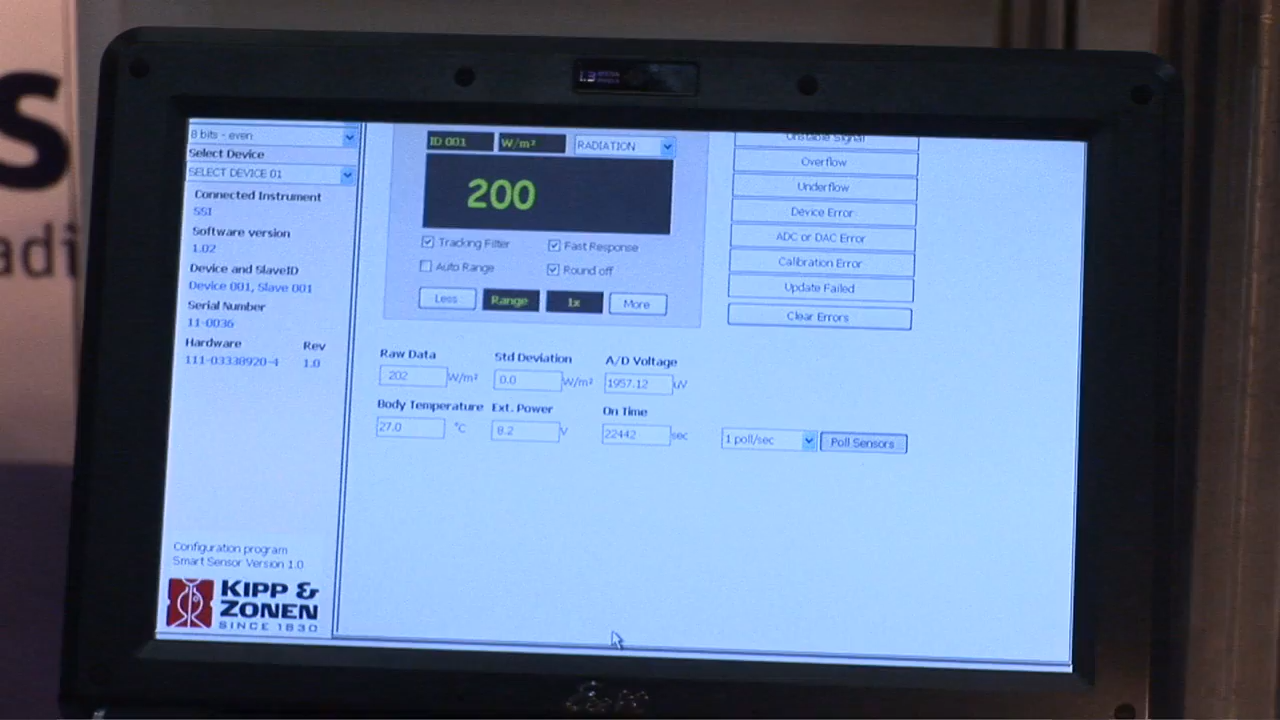 s
adi
1.3
8 bits - even
Select Device
SELECT DEVICE 01
Connected Instrument
SSI
Software version
1.02
Device and SlaveID
Device 001, Slave 001
Serial Number
11-0036
Hardware Rev
111-03338920-4 1.0
Configuration program
Smart Sensor Version 1.0
KIPP &
ZONEN
SINCE 1830
ID 001 W/m² RADIATION
200
Tracking Filter Fast Response
Auto Range Round off
Less Range 1x More
Raw Data Std Deviation A/D Voltage
202 W/m² 0.0 W/m² 1957.12 uV
Body Temperature Ext. Power On Time
27.0 °C 8.2 V 22442 sec
1 poll/sec Poll Sensors
Unstable Signal
Overflow
Underflow
Device Error
ADC or DAC Error
Calibration Error
Update Failed
Clear Errors